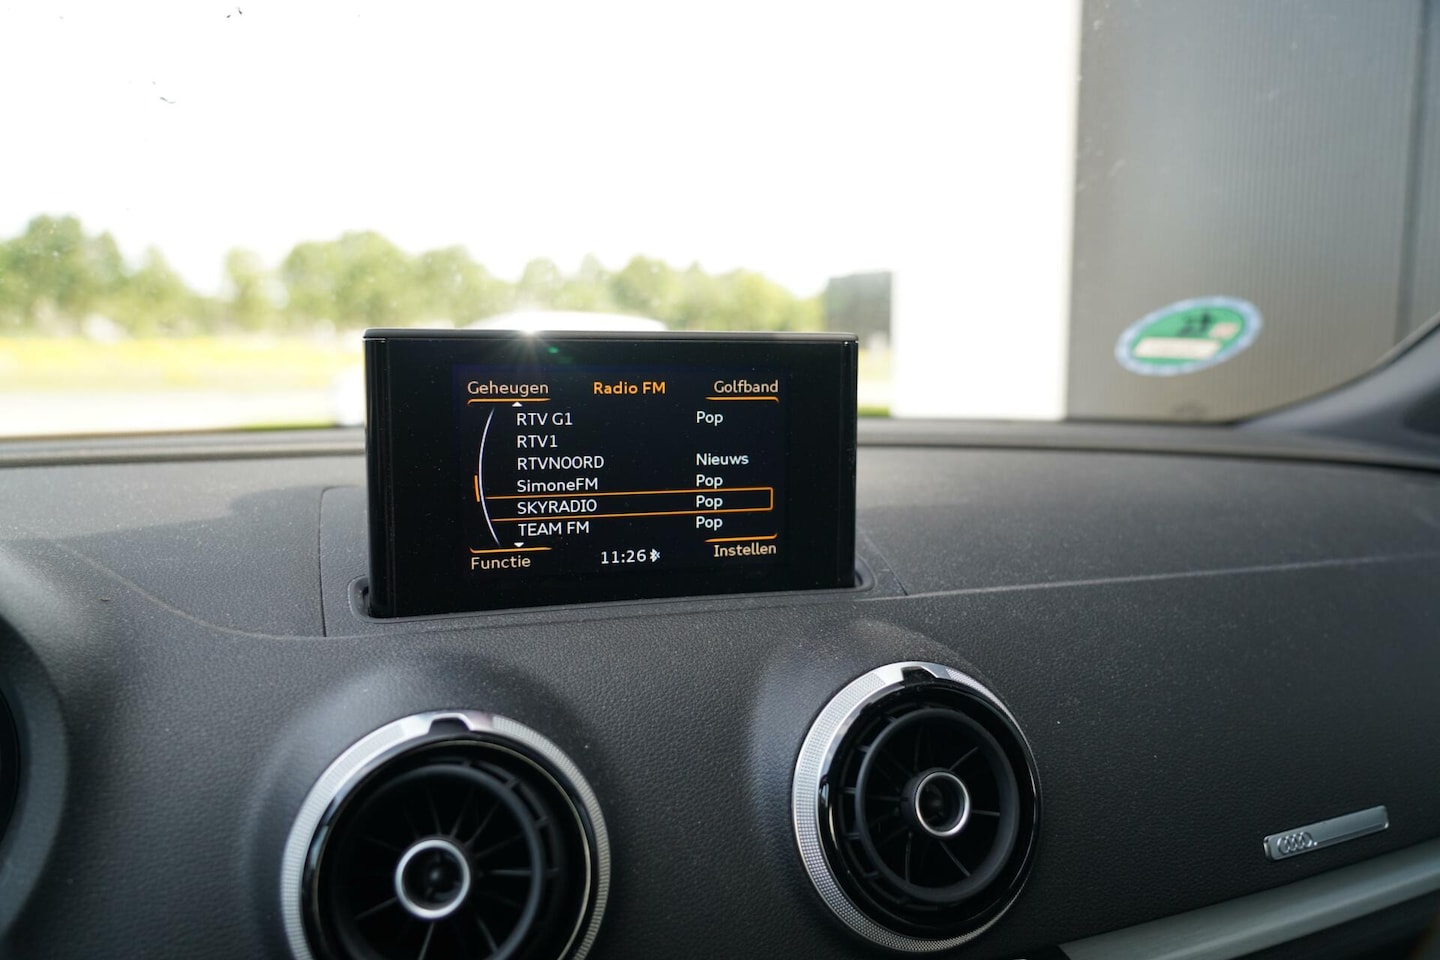 Geheugen Radio FM Golfband
RTV G1 Pop
RTV1
RTVNOORD Nieuws
SimoneFM Pop
SKYRADIO Pop
TEAM FM Pop
Functie 11:26 Instellen